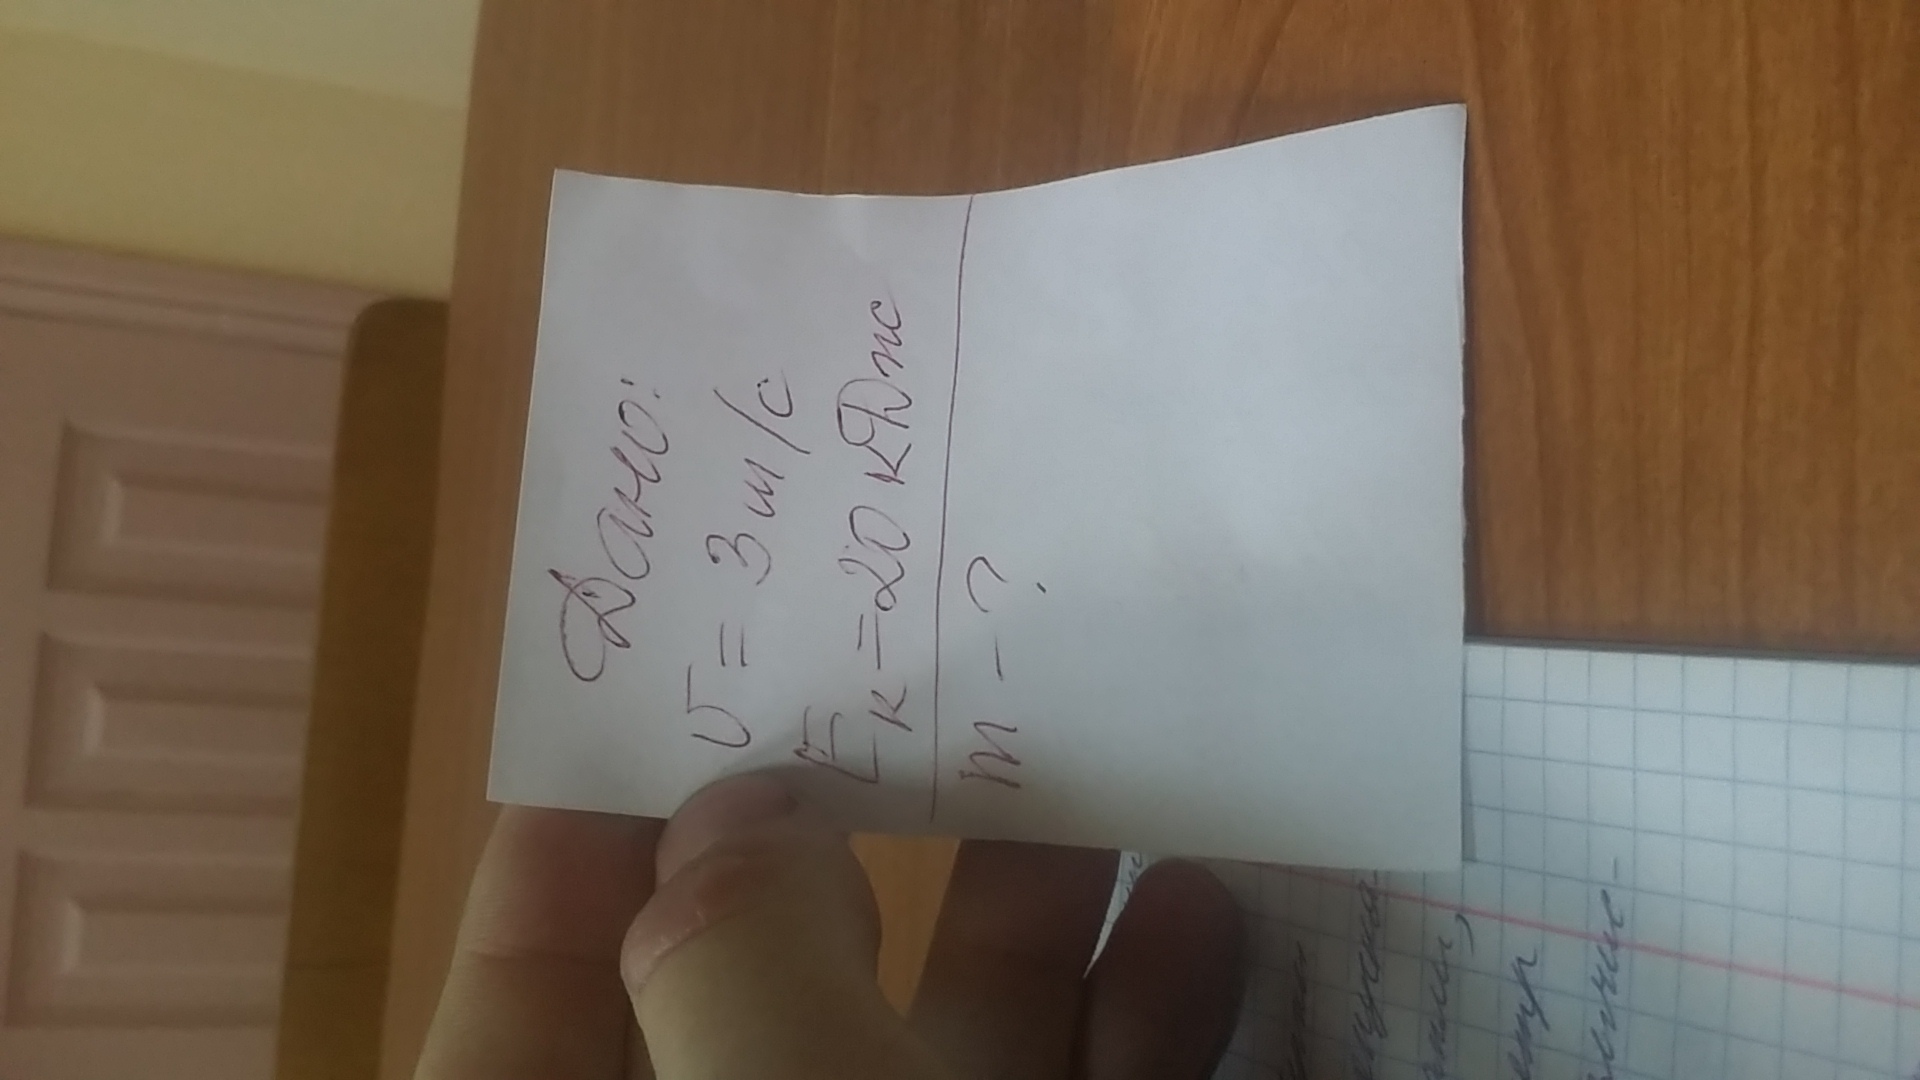 Дано:
υ = 3 м/с
Eк = 20 кДж
m - ?